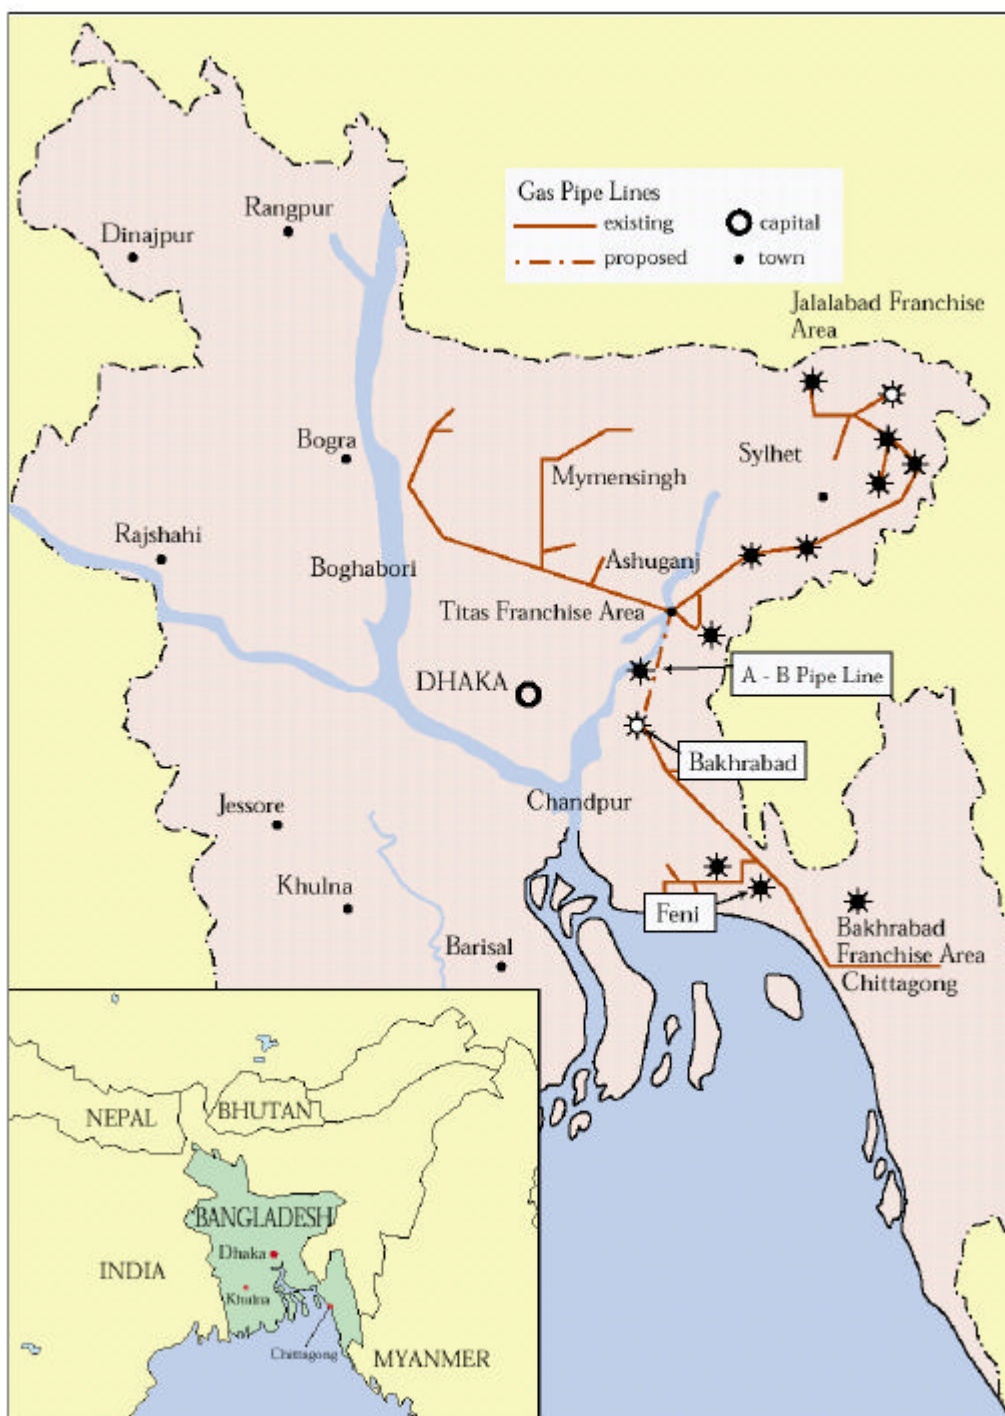 Gas Pipe Lines
existing
capital
proposed
town
Rangpur
Dinajpur
Jalalabad Franchise
Area
Bogra
Sylhet
Mymensingh
Rajshahi
Boghabori
Ashuganj
Titas Franchise Area
DHAKA
A - B Pipe Line
Bakhrabad
Chandpur
Jessore
Khulna
Feni
Barisal
Bakhrabad
Franchise Area
Chittagong
NEPAL
BHUTAN
BANGLADESH
Dhaka
INDIA
Khulna
Chittagong
MYANMER